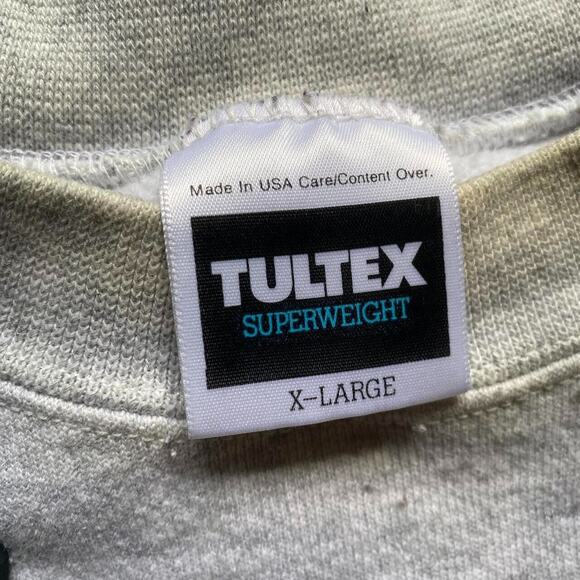 Made In USA Care/Content Over.
TULTEX
SUPERWEIGHT
X-LARGE